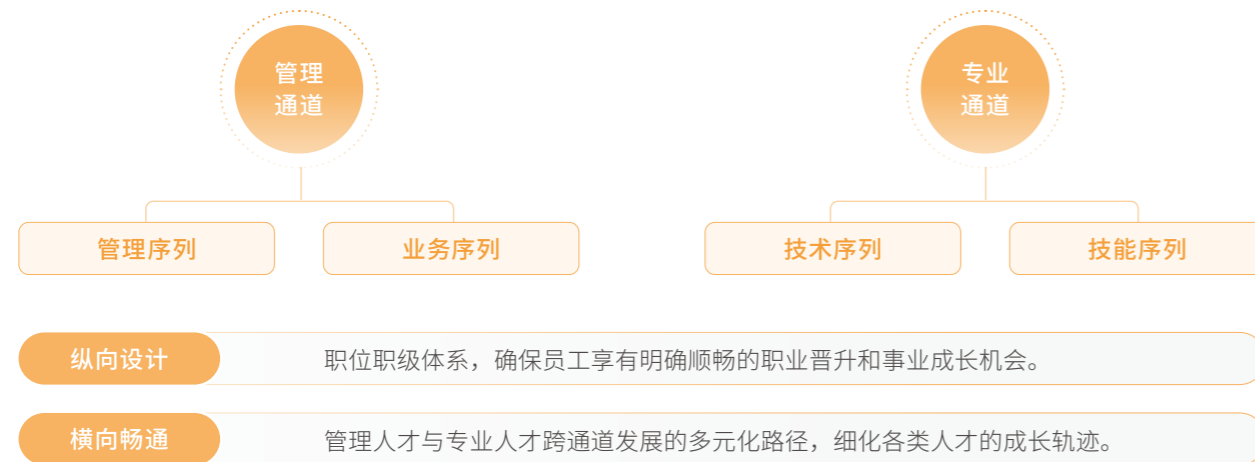 管理
通道
专业
通道
管理序列
业务序列
技术序列
技能序列
纵向设计
职位职级体系，确保员工享有明确顺畅的职业晋升和事业成长机会。
横向畅通
管理人才与专业人才跨通道发展的多元化路径，细化各类人才的成长轨迹。